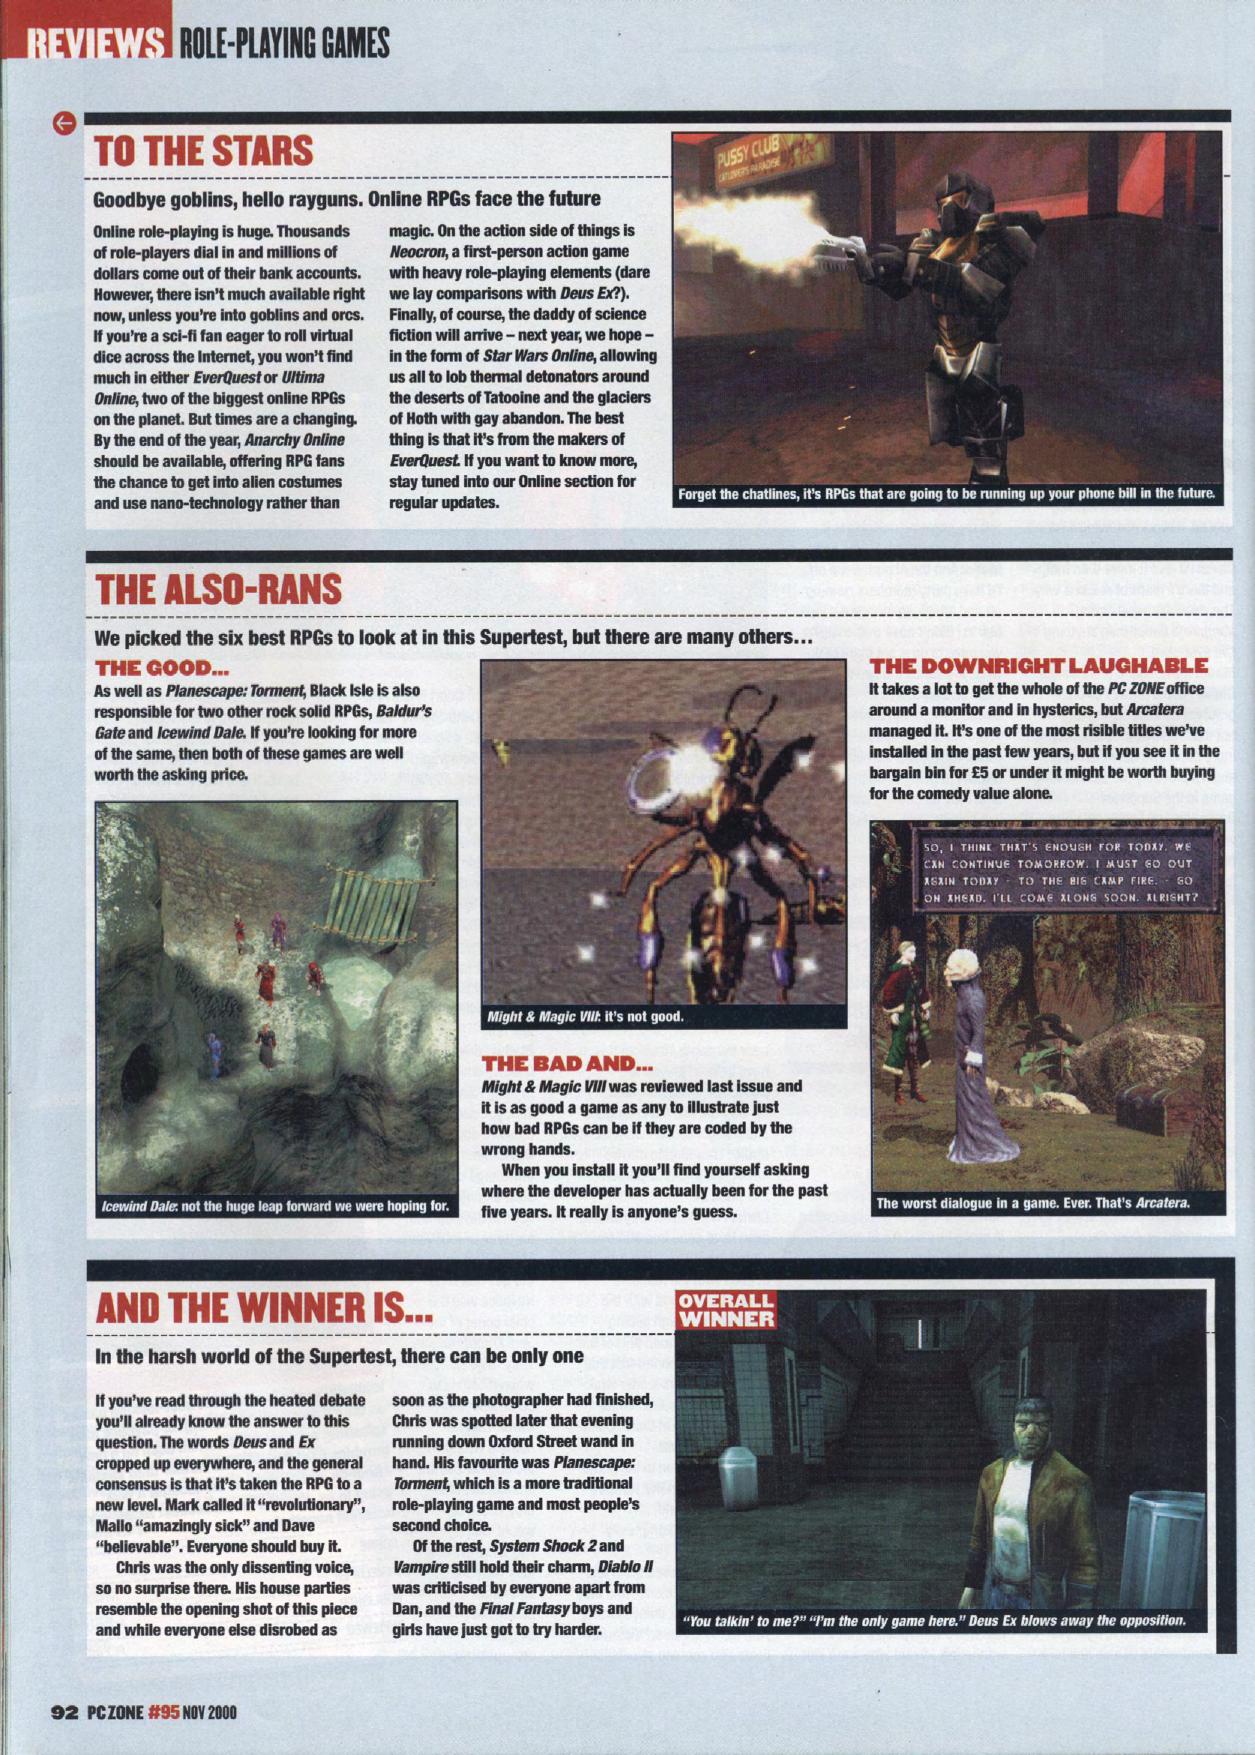 REVIEWS ROLE-PLAYING GAMES
TO THE STARS
Goodbye goblins, hello rayguns. Online RPGs face the future
Online role-playing is huge. Thousands
of role-players dial in and millions of
dollars come out of their bank accounts.
However, there isn't much available right
now, unless you're into goblins and orcs.
If you're a sci-fi fan eager to roll virtual
dice across the Internet, you won't find
much in either EverQuest or Ultima
Online, two of the biggest online RPGs
on the planet. But times are a changing.
By the end of the year, Anarchy Online
should be available, offering RPG fans
the chance to get into alien costumes
and use nano-technology rather than
magic. On the action side of things is
Neocron, a first-person action game
with heavy role-playing elements (dare
we lay comparisons with Deus Ex?).
Finally, of course, the daddy of science
fiction will arrive – next year, we hope –
in the form of Star Wars Online, allowing
us all to lob thermal detonators around
the deserts of Tatooine and the glaciers
of Hoth with gay abandon. The best
thing is that it's from the makers of
EverQuest. If you want to know more,
stay tuned into our Online section for
regular updates.
PUSSY CLUB
CATLOVER'S PARADISE
Forget the chatlines, it's RPGs that are going to be running up your phone bill in the future.
THE ALSO-RANS
We picked the six best RPGs to look at in this Supertest, but there are many others...
THE GOOD...
As well as Planescape: Torment, Black Isle is also
responsible for two other rock solid RPGs, Baldur's
Gate and Icewind Dale. If you're looking for more
of the same, then both of these games are well
worth the asking price.
Icewind Dale: not the huge leap forward we were hoping for.
Might & Magic VIII: it's not good.
THE BAD AND...
Might & Magic VIII was reviewed last issue and
it is as good a game as any to illustrate just
how bad RPGs can be if they are coded by the
wrong hands.
When you install it you'll find yourself asking
where the developer has actually been for the past
five years. It really is anyone's guess.
THE DOWNRIGHT LAUGHABLE
It takes a lot to get the whole of the PC ZONE office
around a monitor and in hysterics, but Arcatera
managed it. It's one of the most risible titles we've
installed in the past few years, but if you see it in the
bargain bin for £5 or under it might be worth buying
for the comedy value alone.
SO, I THINK THAT'S ENOUGH FOR TODAY. WE
CAN CONTINUE TOMORROW. I MUST GO OUT
AGAIN TODAY - TO THE BIG CAMP FIRE. - GO
ON AHEAD. I'LL COME ALONG SOON. ALRIGHT?
The worst dialogue in a game. Ever. That's Arcatera.
AND THE WINNER IS...
In the harsh world of the Supertest, there can be only one
If you've read through the heated debate
you'll already know the answer to this
question. The words Deus and Ex
cropped up everywhere, and the general
consensus is that it's taken the RPG to a
new level. Mark called it "revolutionary",
Mallo "amazingly sick" and Dave
"believable". Everyone should buy it.
Chris was the only dissenting voice,
so no surprise there. His house parties
resemble the opening shot of this piece
and while everyone else disrobed as
soon as the photographer had finished,
Chris was spotted later that evening
running down Oxford Street wand in
hand. His favourite was Planescape:
Torment, which is a more traditional
role-playing game and most people's
second choice.
Of the rest, System Shock 2 and
Vampire still hold their charm, Diablo II
was criticised by everyone apart from
Dan, and the Final Fantasy boys and
girls have just got to try harder.
OVERALL
WINNER
"You talkin' to me?" "I'm the only game here." Deus Ex blows away the opposition.
92 PC ZONE #95 NOV 2000